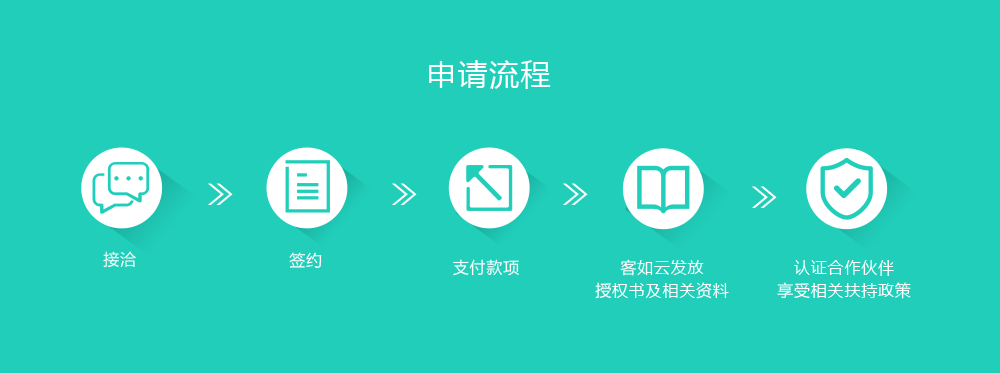 申请流程
接洽
签约
支付款项
客如云发放
授权书及相关资料
认证合作伙伴
享受相关扶持政策